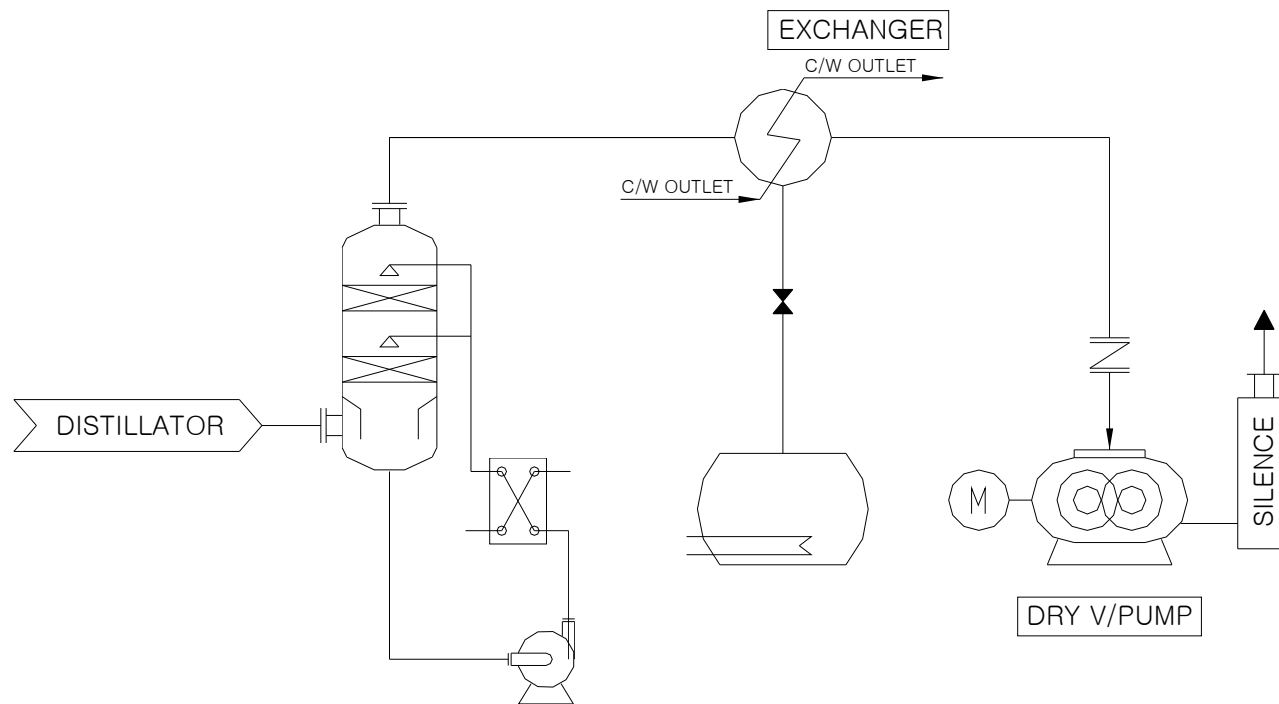 EXCHANGER
C/W OUTLET
C/W OUTLET
DISTILLATOR
SILENCE
M
DRY V/PUMP